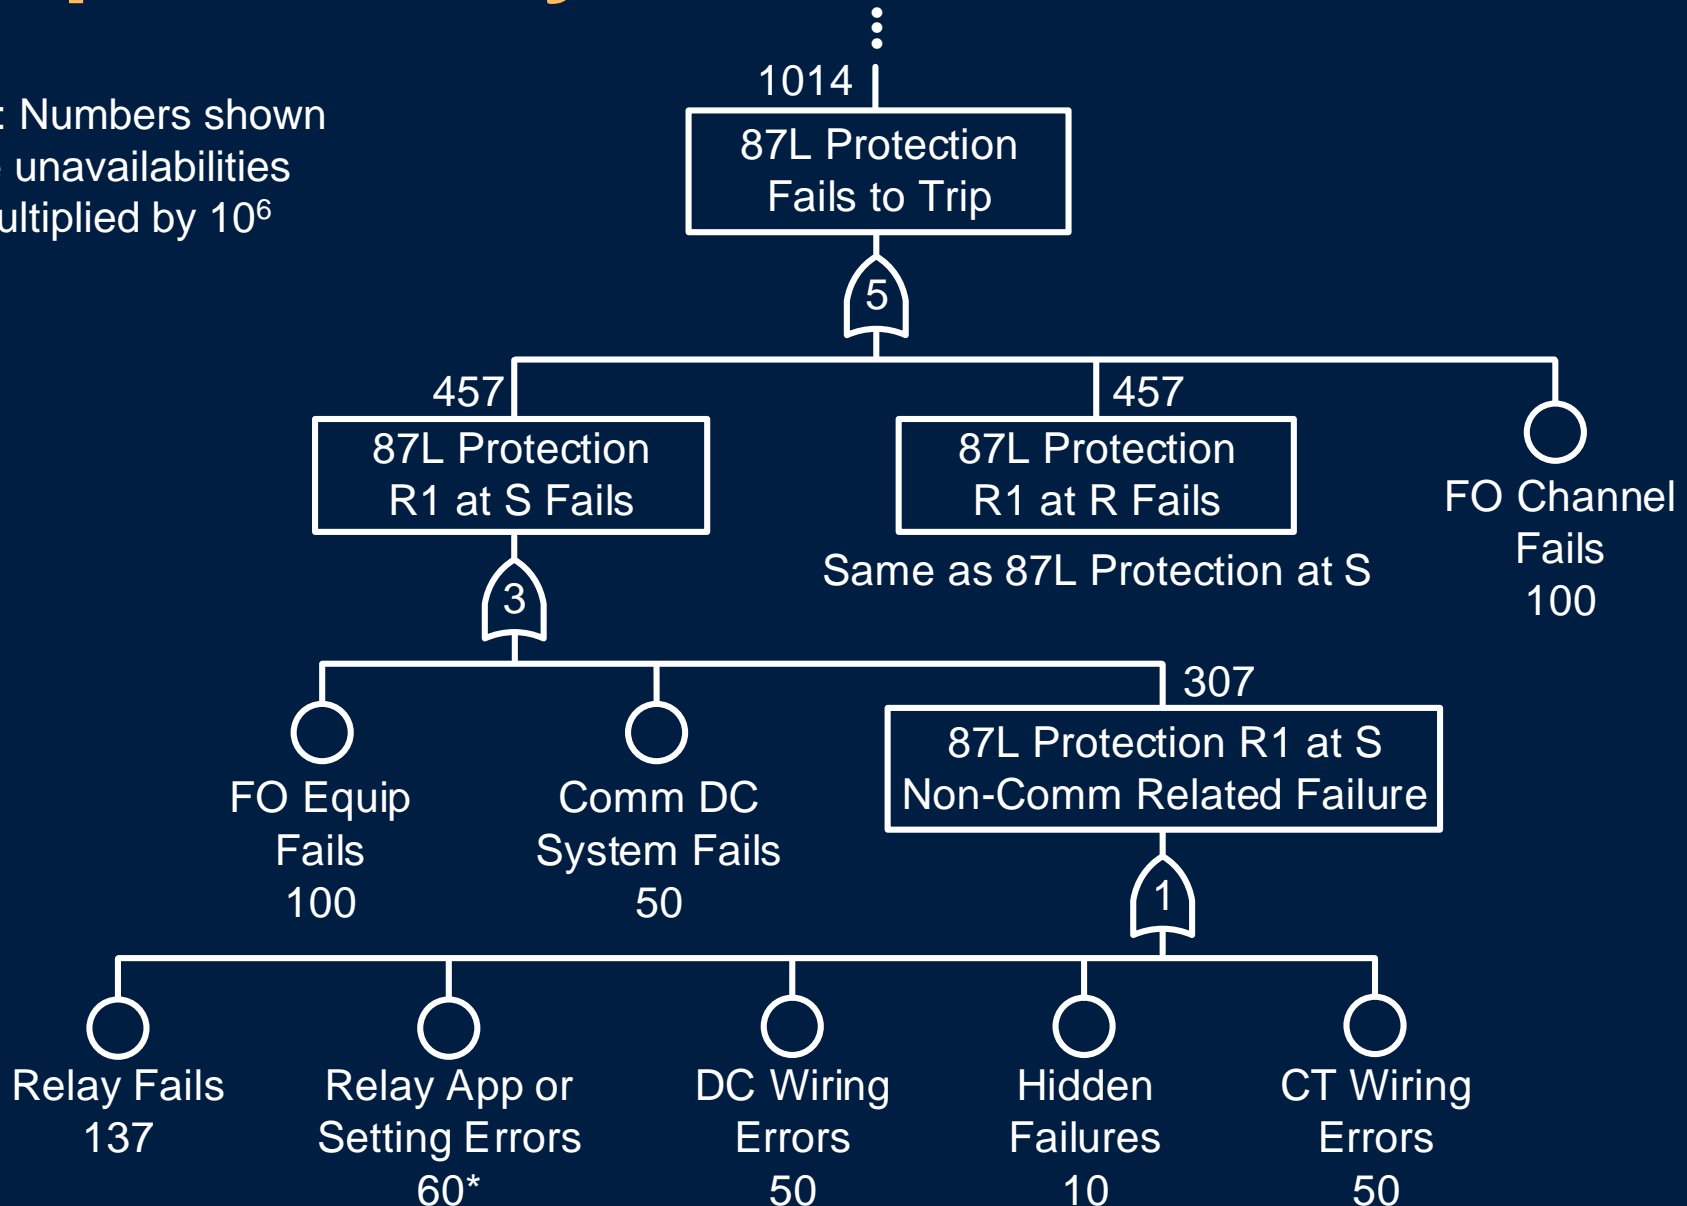 1014
: Numbers shown
unavailabilities
multiplied by 10⁶
87L Protection
Fails to Trip
5
457
87L Protection
R1 at S Fails
457
87L Protection
R1 at R Fails
Same as 87L Protection at S
FO Channel
Fails
100
3
FO Equip
Fails
100
Comm DC
System Fails
50
307
87L Protection R1 at S
Non-Comm Related Failure
1
Relay Fails
137
Relay App or
Setting Errors
60*
DC Wiring
Errors
50
Hidden
Failures
10
CT Wiring
Errors
50